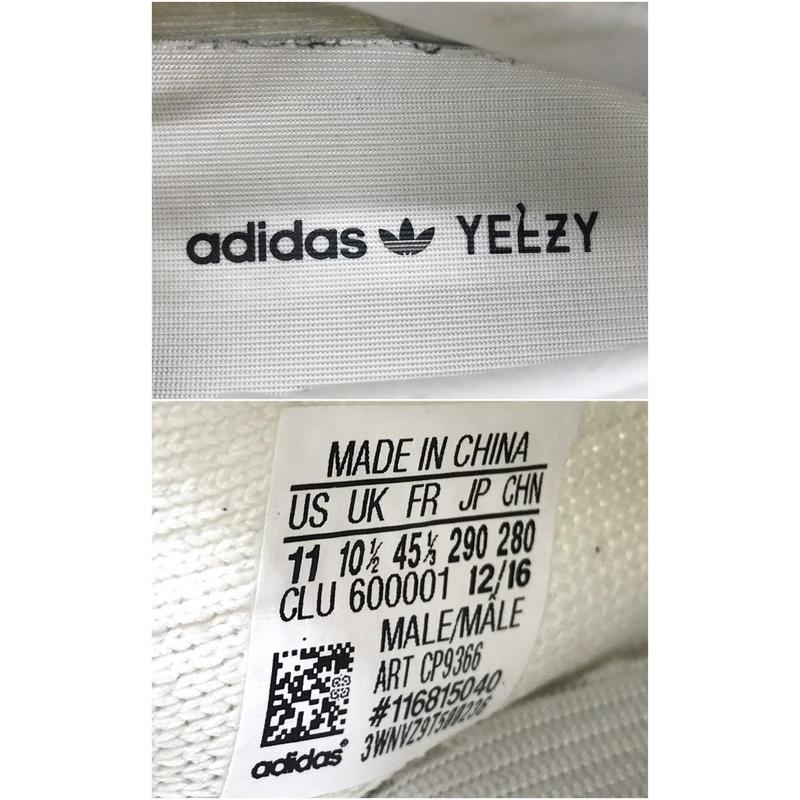 adidas YEEZY
MADE IN CHINA
US UK FR JP CHN
11 10½ 45⅓ 290 280
CLU 600001 12/16
MALE/MÂLE
ART CP9366
#116815040
adidas®